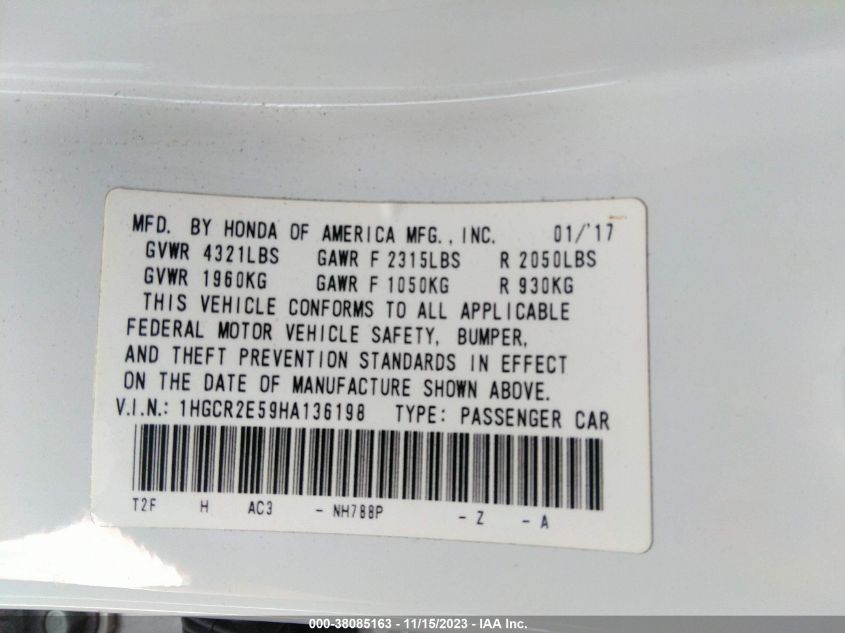 MFD. BY HONDA OF AMERICA MFG., INC. 01/'17
GVWR 4321LBS GAWR F 2315LBS R 2050LBS
GVWR 1960KG GAWR F 1050KG R 930KG
THIS VEHICLE CONFORMS TO ALL APPLICABLE
FEDERAL MOTOR VEHICLE SAFETY, BUMPER,
AND THEFT PREVENTION STANDARDS IN EFFECT
ON THE DATE OF MANUFACTURE SHOWN ABOVE.
V.I.N.: 1HGCR2E59HA136198 TYPE: PASSENGER CAR
T2F H AC3 - NH788P - Z - A
000-38085163 - 11/15/2023 - IAA Inc.